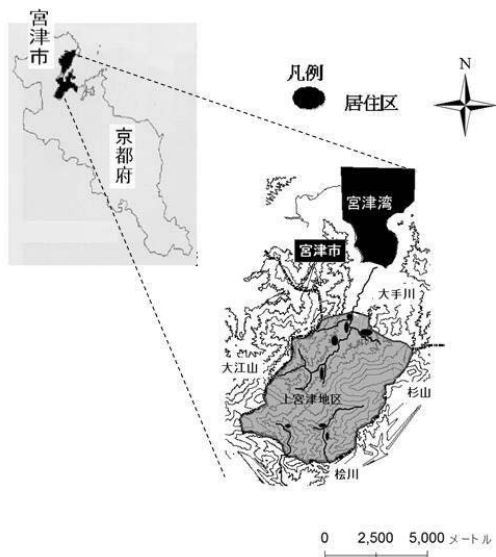 宮津市
京都府
凡例
居住区
N
宮津湾
宮津市
大手川
大江山
上宮津地区
杉山
桧川
0 2,500 5,000 メートル